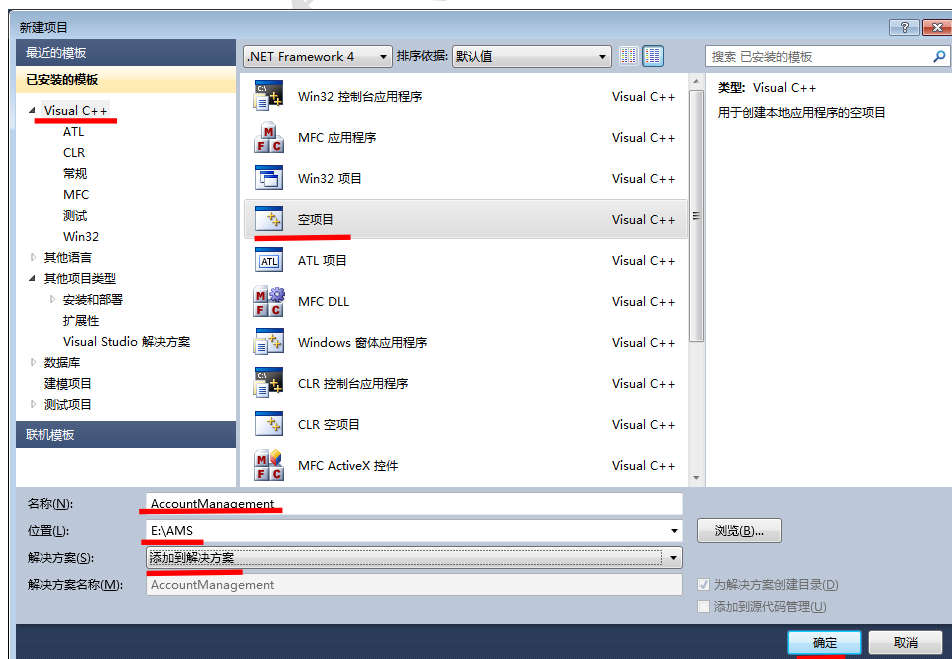 新建项目
最近的模板
已安装的模板
Visual C++
ATL
CLR
常规
MFC
测试
Win32
其他语言
其他项目类型
安装和部署
扩展性
Visual Studio 解决方案
数据库
建模项目
测试项目
联机模板
.NET Framework 4 排序依据: 默认值
Win32 控制台应用程序 Visual C++
MFC 应用程序 Visual C++
Win32 项目 Visual C++
空项目 Visual C++
ATL 项目 Visual C++
MFC DLL Visual C++
Windows 窗体应用程序 Visual C++
CLR 控制台应用程序 Visual C++
CLR 空项目 Visual C++
MFC ActiveX 控件 Visual C++
搜索 已安装的模板
类型: Visual C++
用于创建本地应用程序的空项目
名称(N): AccountManagement
位置(L): E:\AMS 浏览(B)...
解决方案(S): 添加到解决方案
解决方案名称(M): AccountManagement 为解决方案创建目录(D)
添加到源代码管理(U)
确定 取消